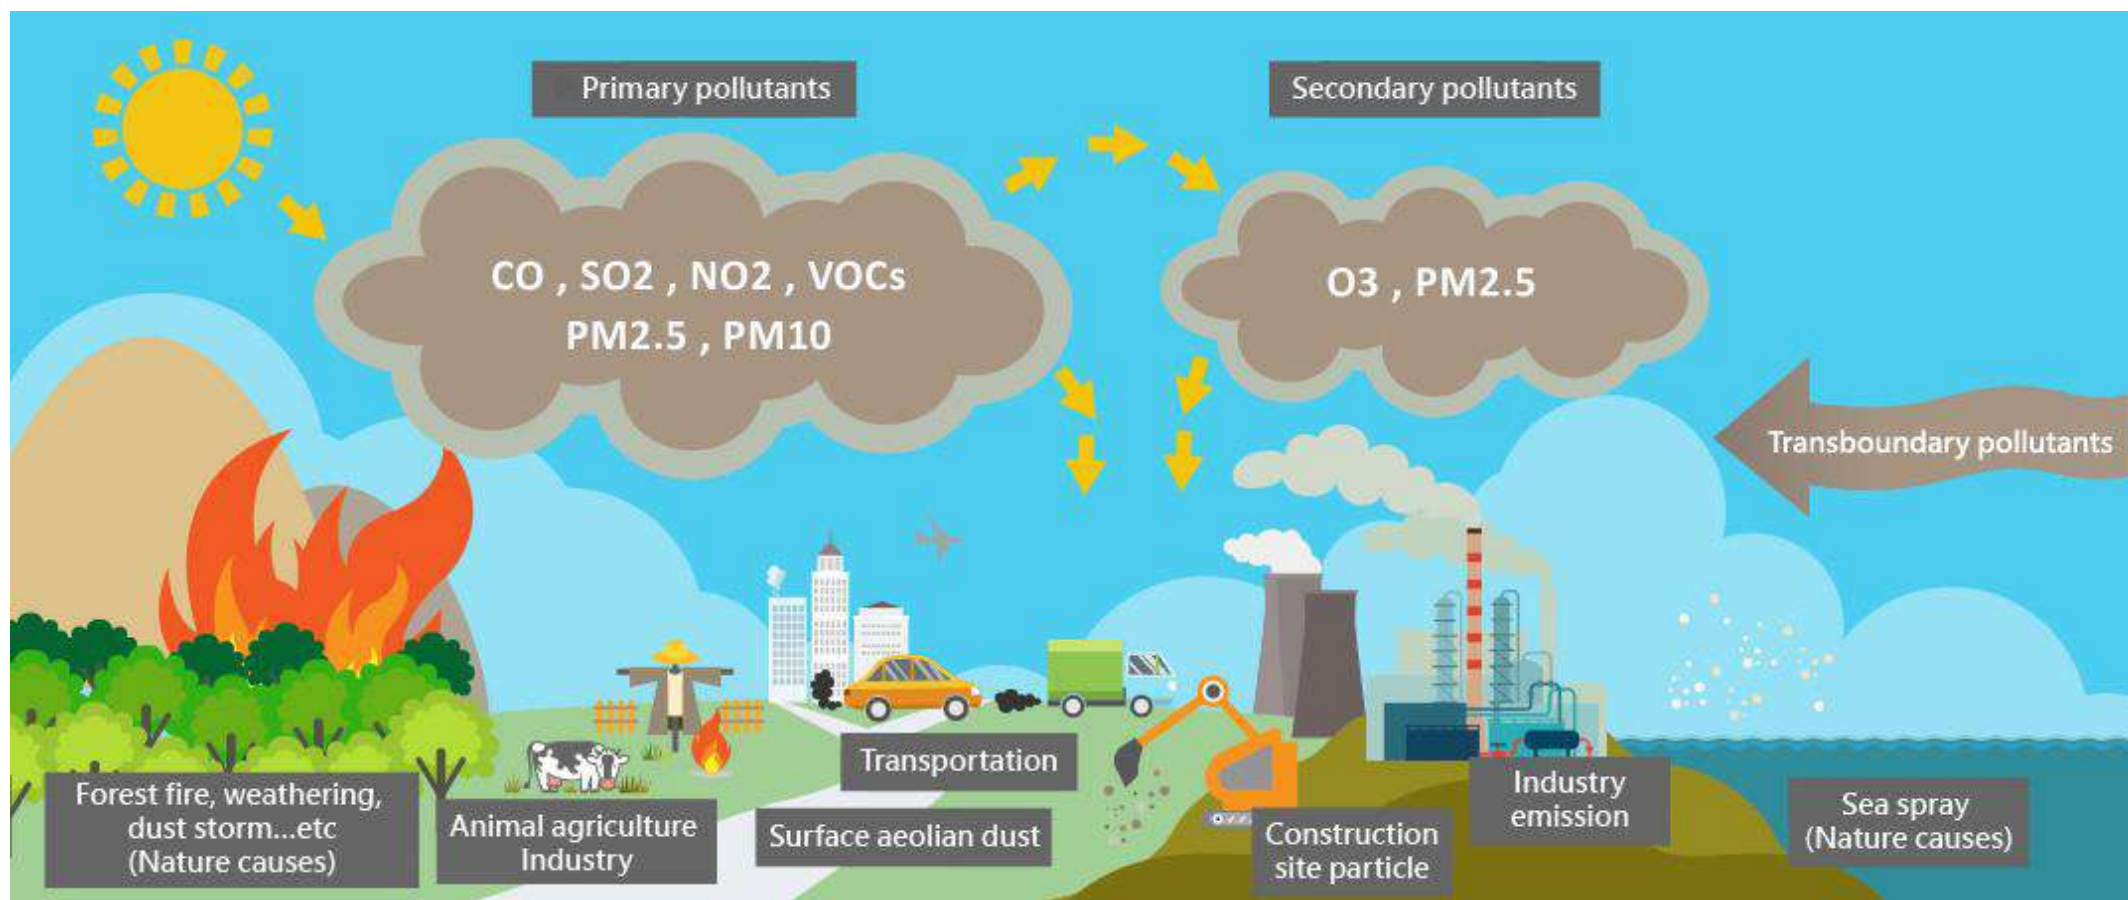 Primary pollutants
Secondary pollutants
CO , SO2 , NO2 , VOCs
PM2.5 , PM10
O3 , PM2.5
Transboundary pollutants
Forest fire, weathering,
dust storm...etc
(Nature causes)
Animal agriculture
Industry
Transportation
Surface aeolian dust
Construction
site particle
Industry
emission
Sea spray
(Nature causes)